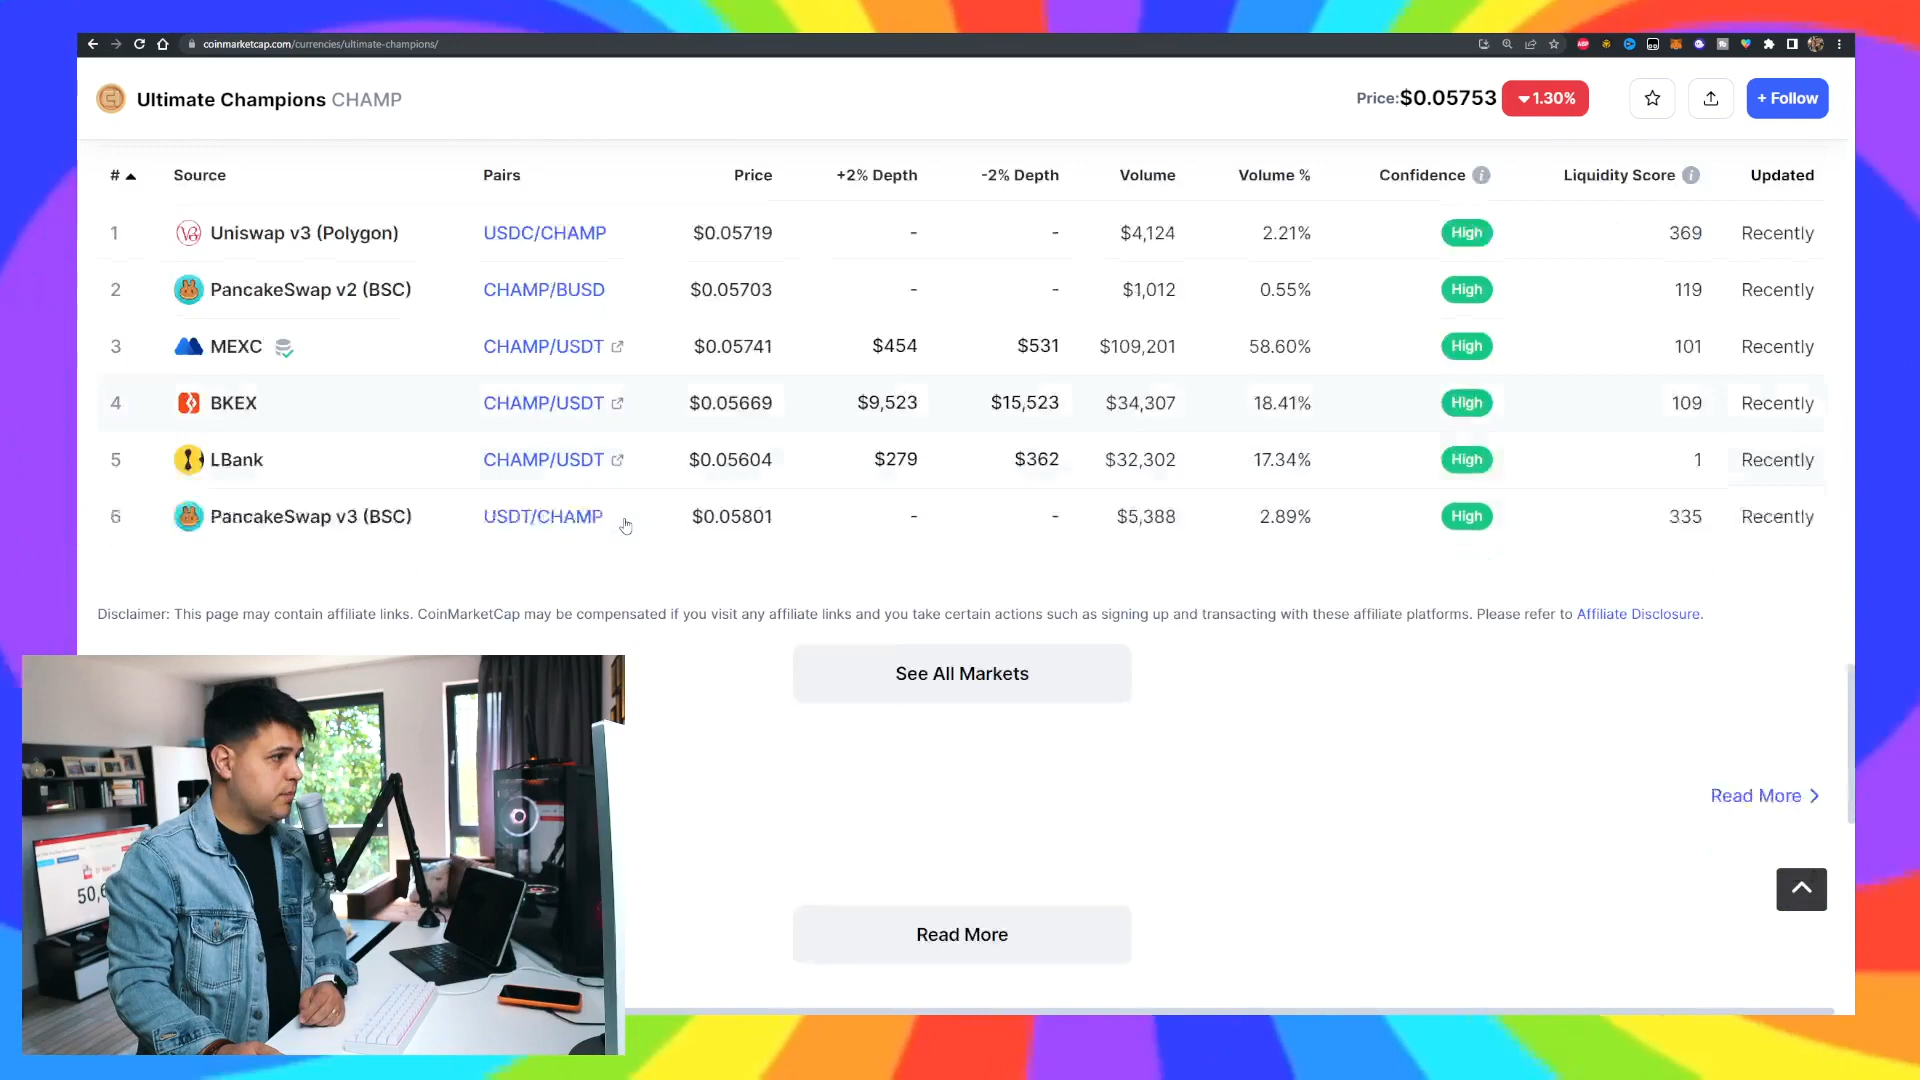 coinmarketcap.com/currencies/ultimate-champions/
Ultimate Champions CHAMP
Price:$0.05753 1.30%
+ Follow
# Source Pairs Price +2% Depth -2% Depth Volume Volume % Confidence Liquidity Score Updated
1 Uniswap v3 (Polygon) USDC/CHAMP $0.05719 - - $4,124 2.21% High 369 Recently
2 PancakeSwap v2 (BSC) CHAMP/BUSD $0.05703 - - $1,012 0.55% High 119 Recently
3 MEXC CHAMP/USDT $0.05741 $454 $531 $109,201 58.60% High 101 Recently
4 BKEX CHAMP/USDT $0.05669 $9,523 $15,523 $34,307 18.41% High 109 Recently
5 LBank CHAMP/USDT $0.05604 $279 $362 $32,302 17.34% High 1 Recently
6 PancakeSwap v3 (BSC) USDT/CHAMP $0.05801 - - $5,388 2.89% High 335 Recently
Disclaimer: This page may contain affiliate links. CoinMarketCap may be compensated if you visit any affiliate links and you take certain actions such as signing up and transacting with these affiliate platforms. Please refer to Affiliate Disclosure.
See All Markets
Read More
Read More
50,6